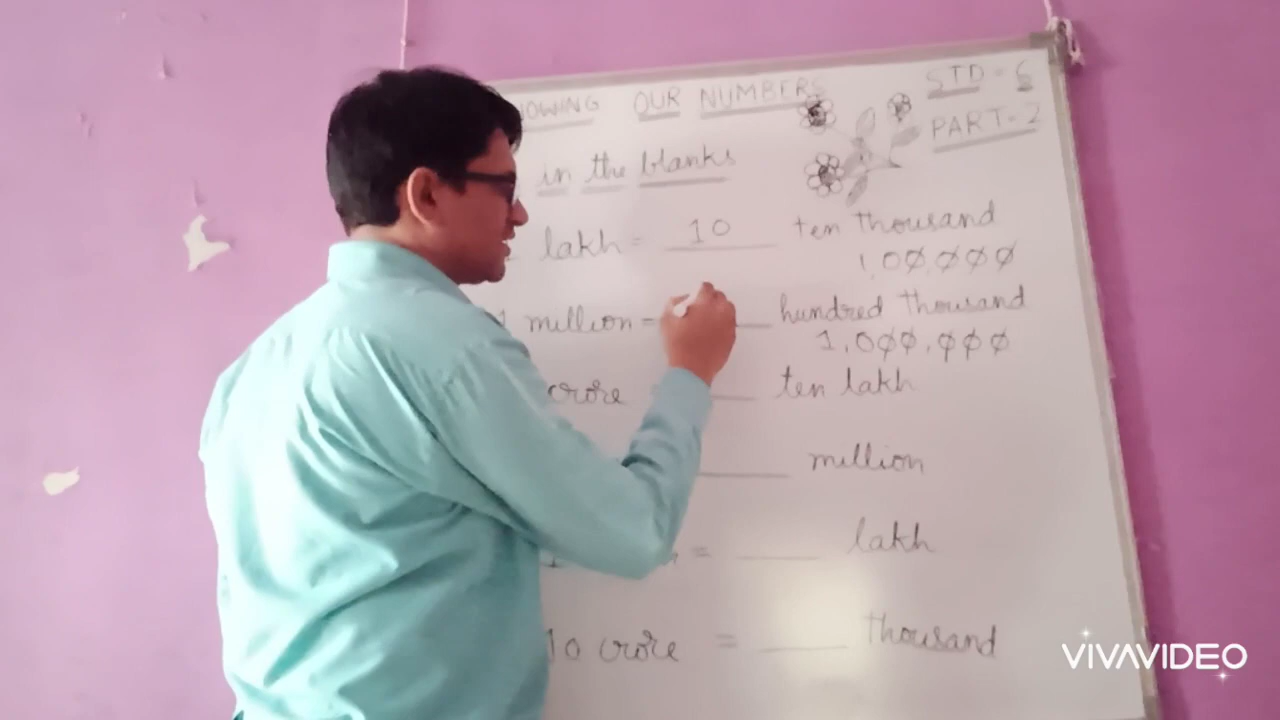 OWING OUR NUMBERS
STD - 6
PART-2
in the blanks
lakh = 10 ten thousand
1,00,000
1 million = hundred thousand
1,000,000
crore ten lakh
million
= lakh
10 crore = thousand
VIVAVIDEO